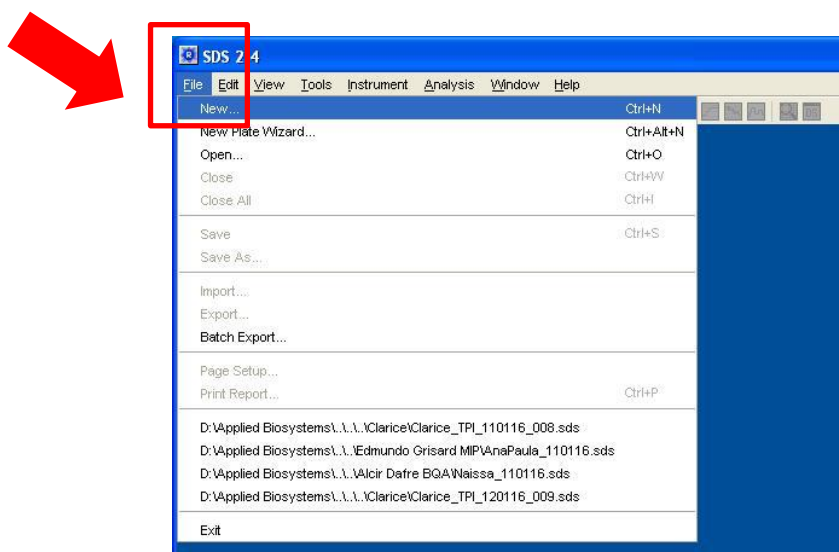 SDS 2.4
File Edit View Tools Instrument Analysis Window Help
New... Ctrl+N
New Plate Wizard... Ctrl+Alt+N
Open... Ctrl+O
Close Ctrl+W
Close All Ctrl+I
Save Ctrl+S
Save As...
Import...
Export...
Batch Export...
Page Setup...
Print Report... Ctrl+P
D:\Applied Biosystems\..\..\..\Clarice\Clarice_TPI_110116_008.sds
D:\Applied Biosystems\..\..\Edmundo Grisard MIP\AnaPaula_110116.sds
D:\Applied Biosystems\..\..\Alcir Dafre BQA\Naissa_110116.sds
D:\Applied Biosystems\..\..\..\Clarice\Clarice_TPI_120116_009.sds
Exit